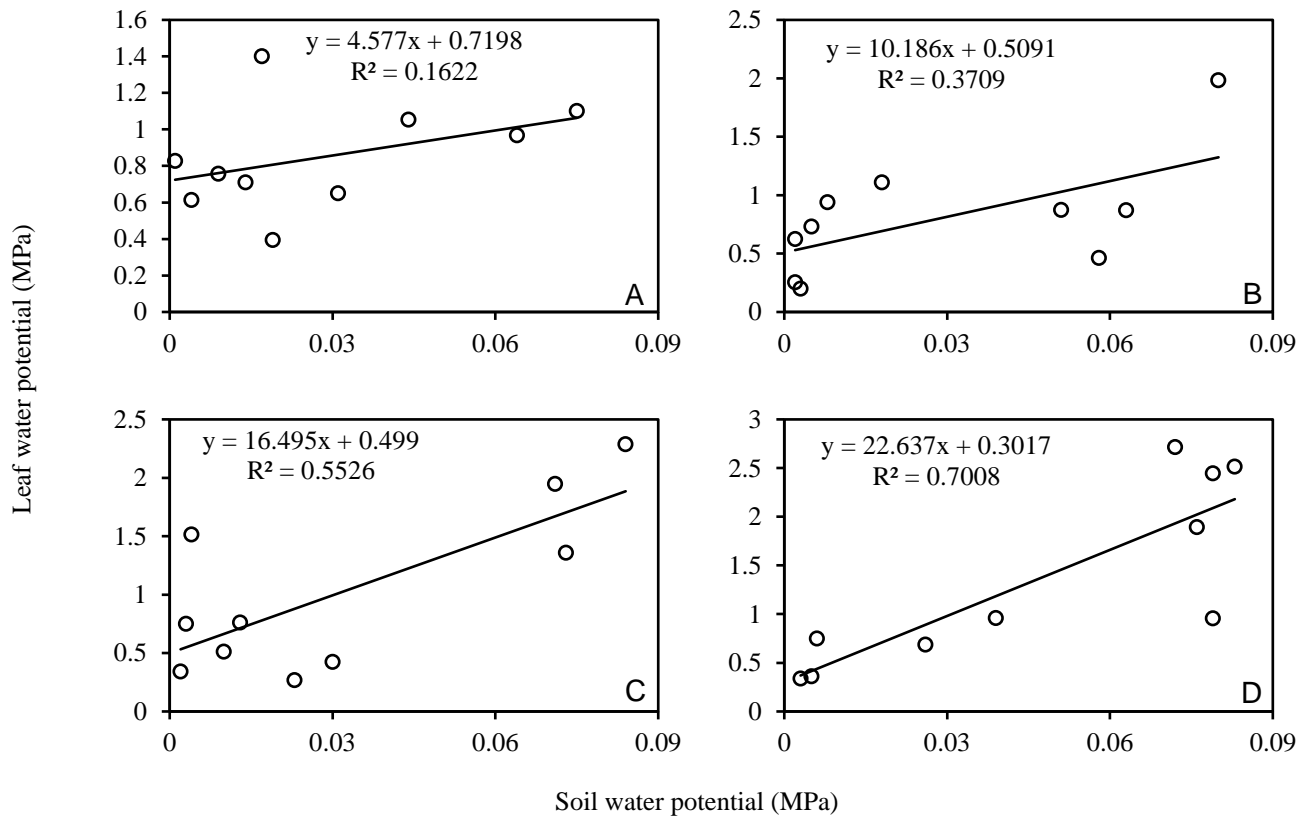 Leaf water potential (MPa)
1.6
1.4
1.2
1
0.8
0.6
0.4
0.2
0
y = 4.577x + 0.7198
R² = 0.1622
A
0 0.03 0.06 0.09
2.5
2
1.5
1
0.5
0
y = 10.186x + 0.5091
R² = 0.3709
B
0 0.03 0.06 0.09
2.5
2
1.5
1
0.5
0
y = 16.495x + 0.499
R² = 0.5526
C
0 0.03 0.06 0.09
3
2.5
2
1.5
1
0.5
0
y = 22.637x + 0.3017
R² = 0.7008
D
0 0.03 0.06 0.09
Soil water potential (MPa)